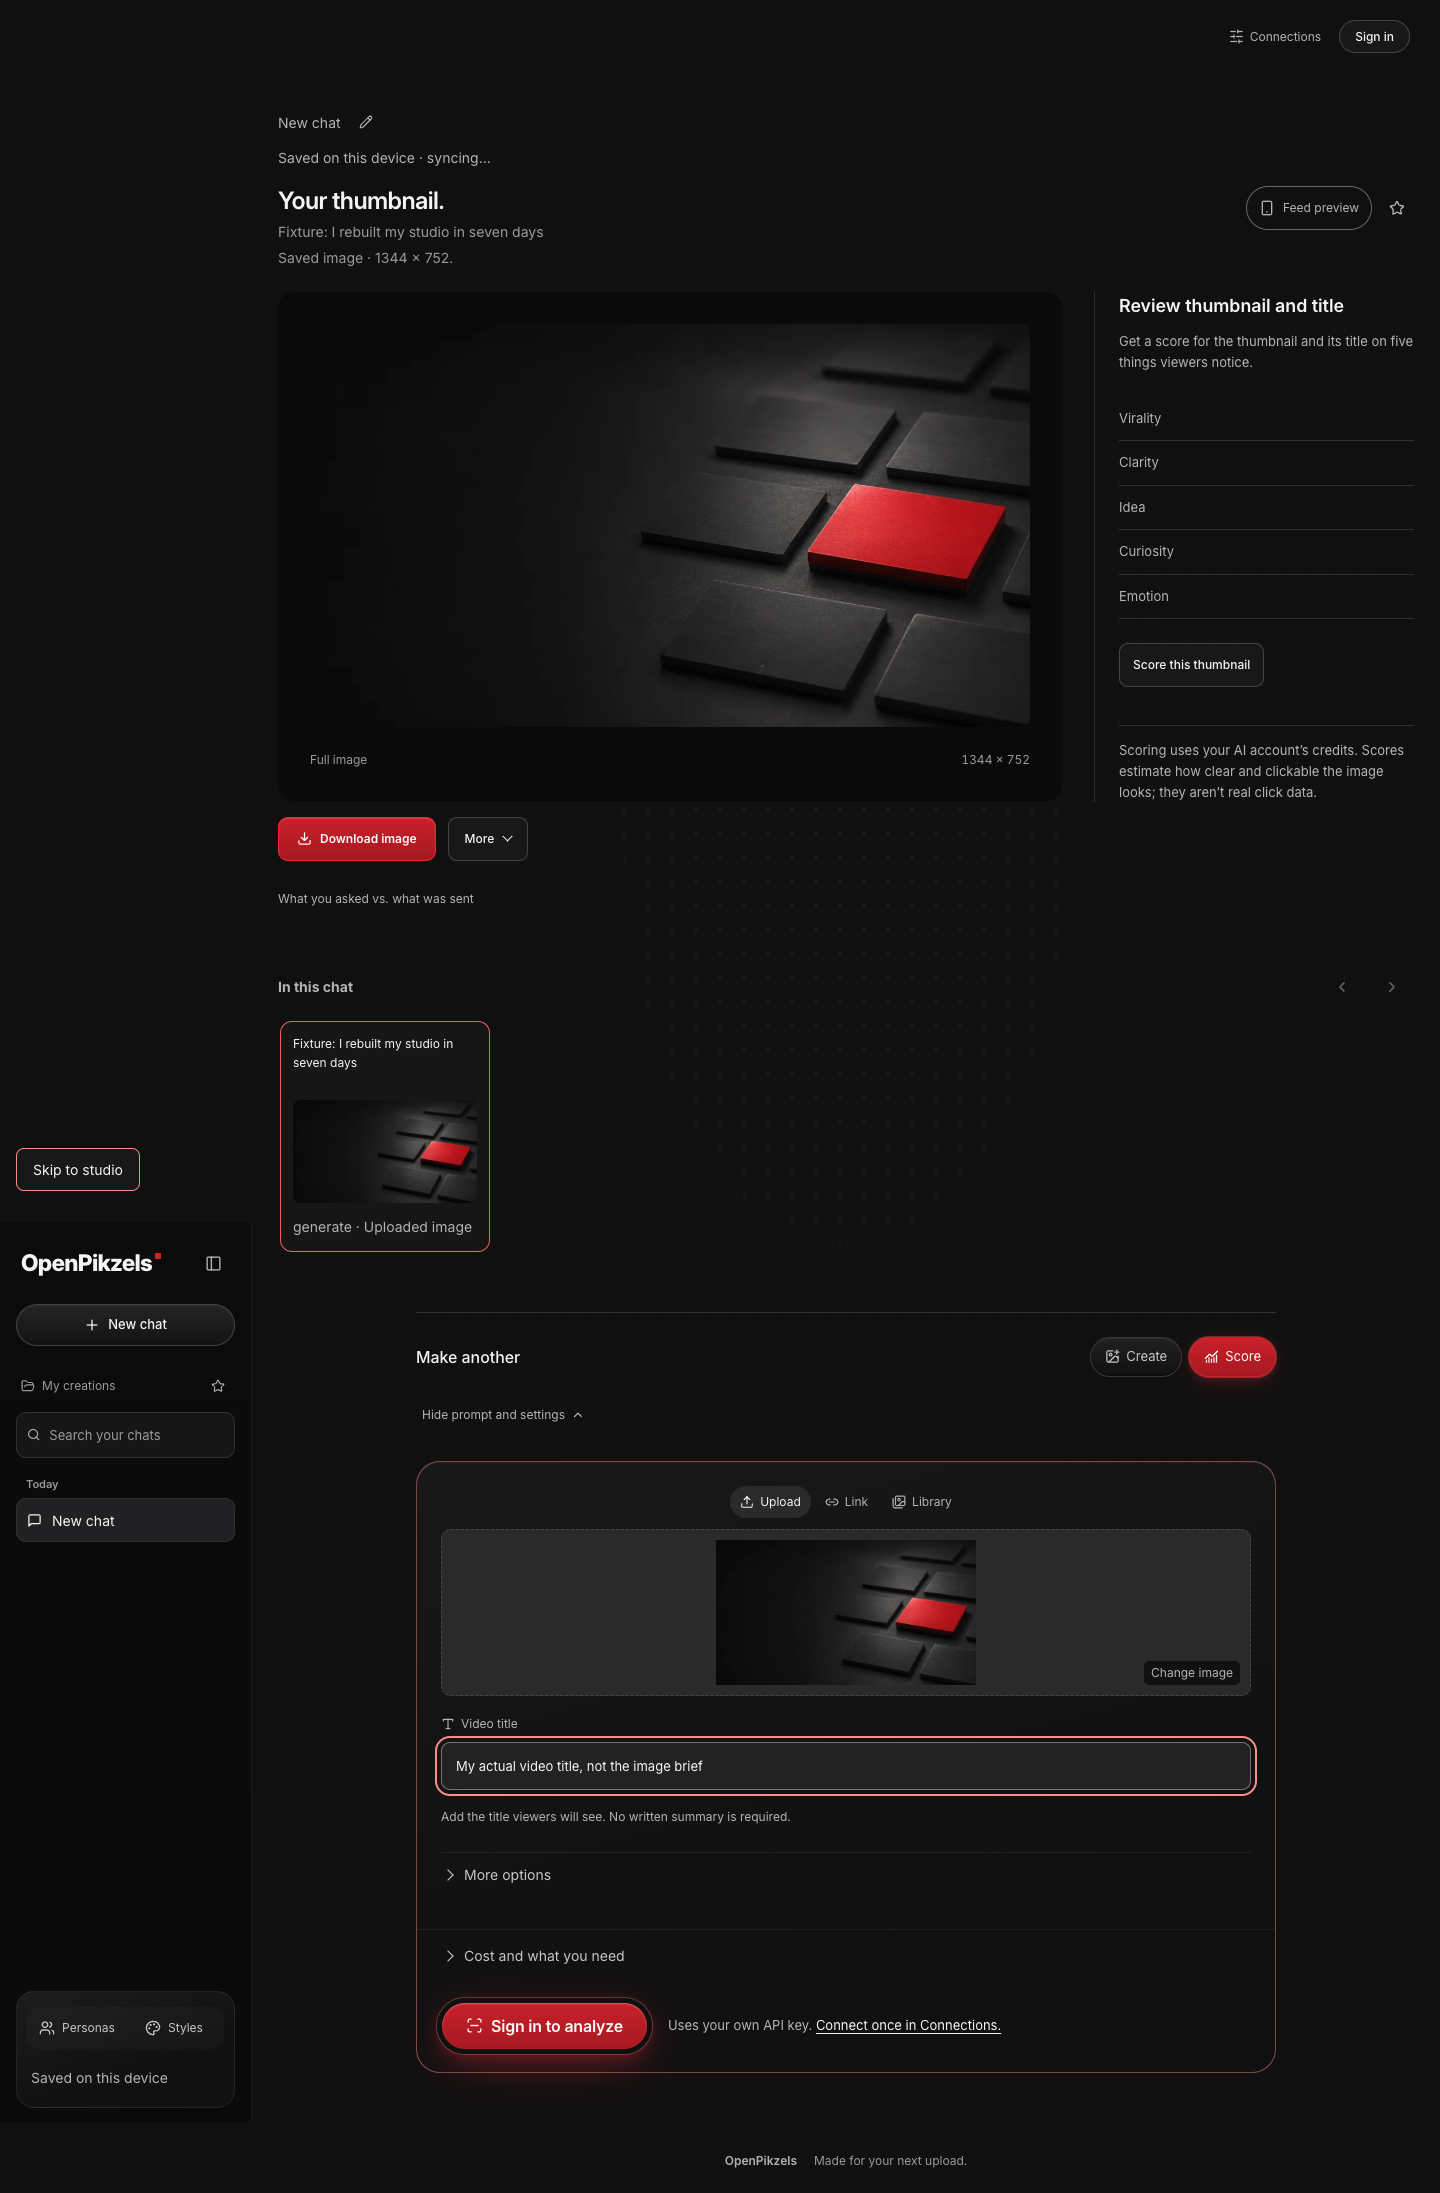 Connections
Sign in
New chat
Saved on this device · syncing...
Your thumbnail.
Fixture: I rebuilt my studio in seven days
Saved image · 1344 × 752.
Feed preview
Full image
1344 × 752
Review thumbnail and title
Get a score for the thumbnail and its title on five
things viewers notice.
Virality
Clarity
Idea
Curiosity
Emotion
Score this thumbnail
Scoring uses your AI account’s credits. Scores
estimate how clear and clickable the image
looks; they aren’t real click data.
Download image
More
What you asked vs. what was sent
In this chat
Fixture: I rebuilt my studio in
seven days
generate · Uploaded image
Skip to studio
OpenPikzels
New chat
My creations
Search your chats
Today
New chat
Personas
Styles
Saved on this device
Make another
Create
Score
Hide prompt and settings
Upload
Link
Library
Change image
Video title
My actual video title, not the image brief
Add the title viewers will see. No written summary is required.
More options
Cost and what you need
Sign in to analyze
Uses your own API key. Connect once in Connections.
OpenPikzels
Made for your next upload.